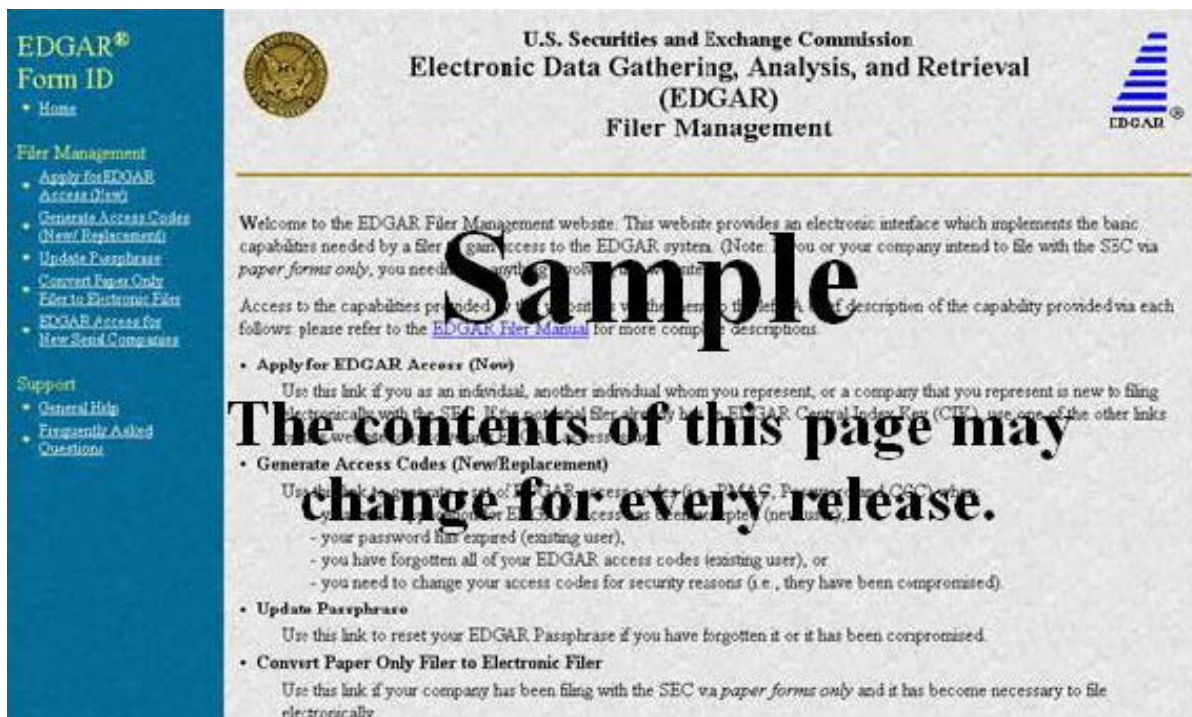 EDGAR®
Form ID
• Home
Filer Management
• Apply for EDGAR
Access (New)
• Generate Access Codes
(New/ Replacement)
• Update Passphrase
• Convert Paper Only
Filer to Electronic Filer
• EDGAR Access for
New Serial Companies
Support
• General Help
• Frequently Asked
Questions
U.S. Securities and Exchange Commission
Electronic Data Gathering, Analysis, and Retrieval
(EDGAR)
Filer Management
EDGAR ®
Welcome to the EDGAR Filer Management website. This website provides an electronic interface which implements the basic
capabilities needed by a filer gain access to the EDGAR system. (Note: you or your company intend to file with the SEC via
paper forms only, you need
Access to the capabilities provided description of the capability provided via each
follows: please refer to the EDGAR Filer Manual for more complete descriptions.
Sample
• Apply for EDGAR Access (New)
Use this link if you as an individual, another individual whom you represent, or a company that you represent is new to filing
electronically with the SEC. If the potential filer already EDGAR Central Index Key (CIK), use one of the other links
The contents of this page may
change for every release.
• Generate Access Codes (New/Replacement)
- your password has expired (existing user),
- you have forgotten all of your EDGAR access codes (existing user), or
- you need to change your access codes for security reasons (i.e., they have been compromised).
• Update Passphrase
Use this link to reset your EDGAR Passphrase if you have forgotten it or it has been compromised.
• Convert Paper Only Filer to Electronic Filer
Use this link if your company has been filing with the SEC via paper forms only and it has become necessary to file
electronically